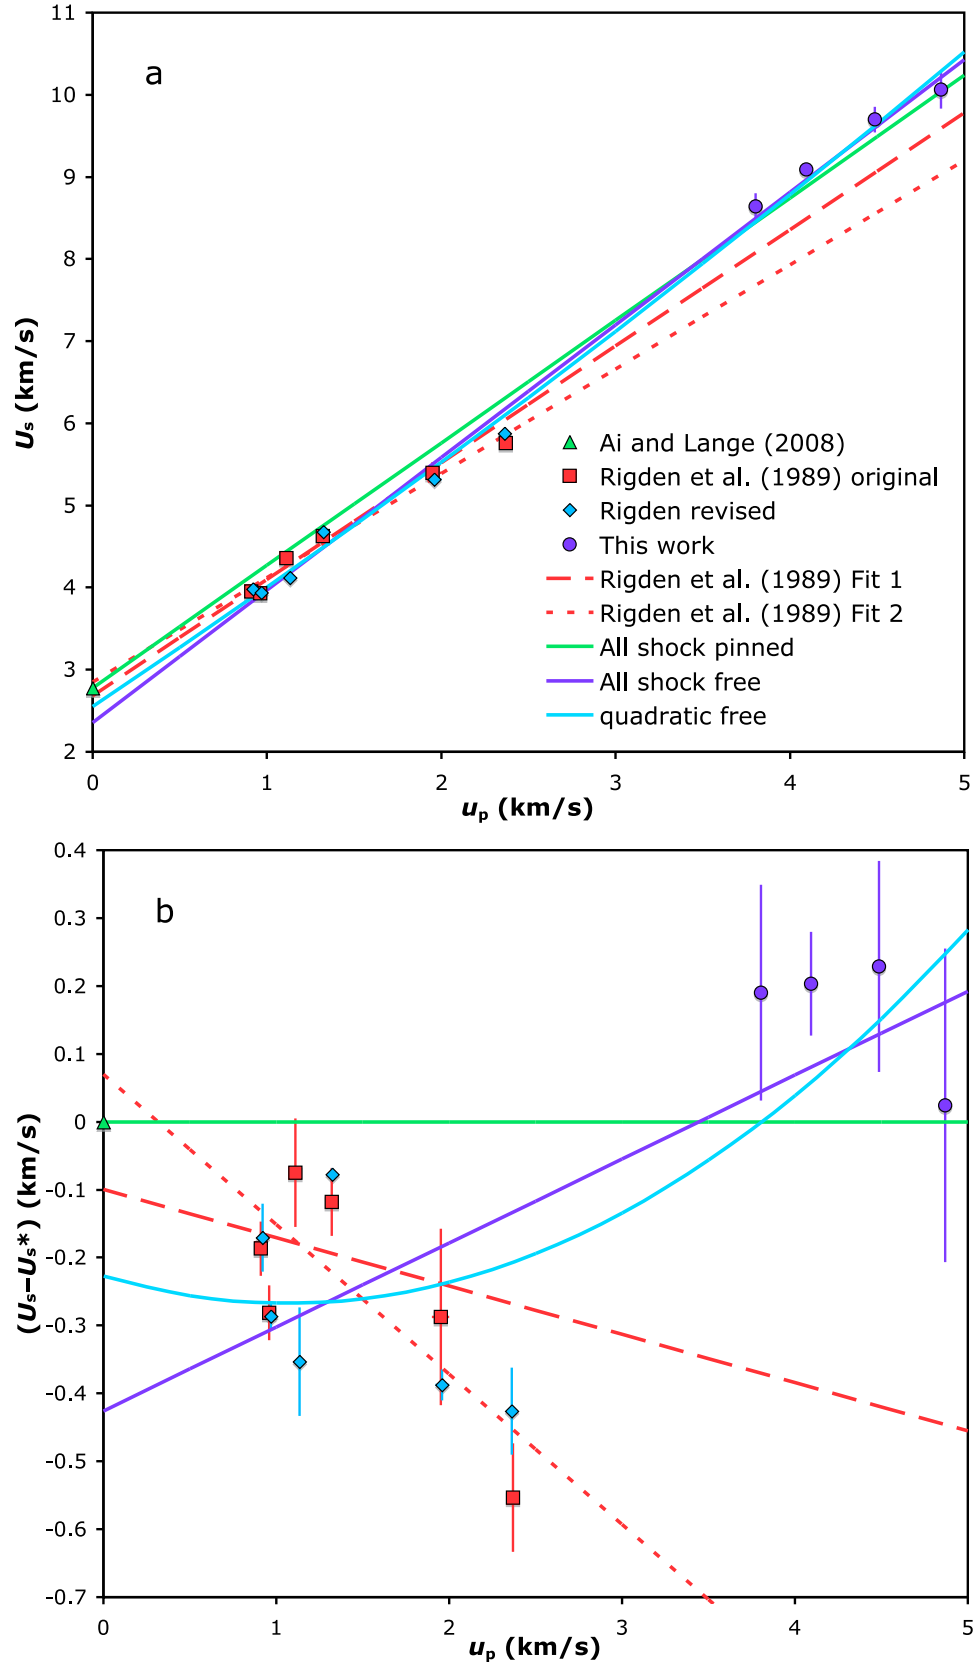 11
a
10
9
8
7
6
5
4
3
2
Us (km/s)
Ai and Lange (2008)
Rigden et al. (1989) original
Rigden revised
This work
Rigden et al. (1989) Fit 1
Rigden et al. (1989) Fit 2
All shock pinned
All shock free
quadratic free
0 1 2 3 4 5
up (km/s)
0.4
b
0.3
0.2
0.1
0
-0.1
-0.2
-0.3
-0.4
-0.5
-0.6
-0.7
(Us−Us*) (km/s)
0 1 2 3 4 5
up (km/s)